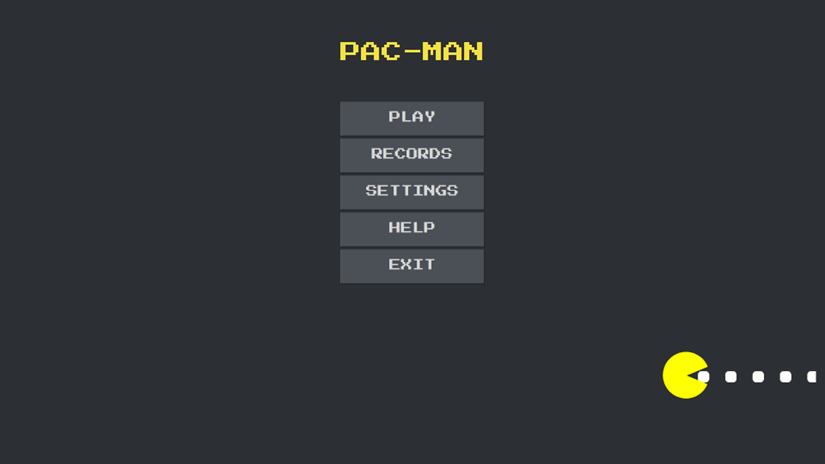 PAC-MAN
PLAY
RECORDS
SETTINGS
HELP
EXIT